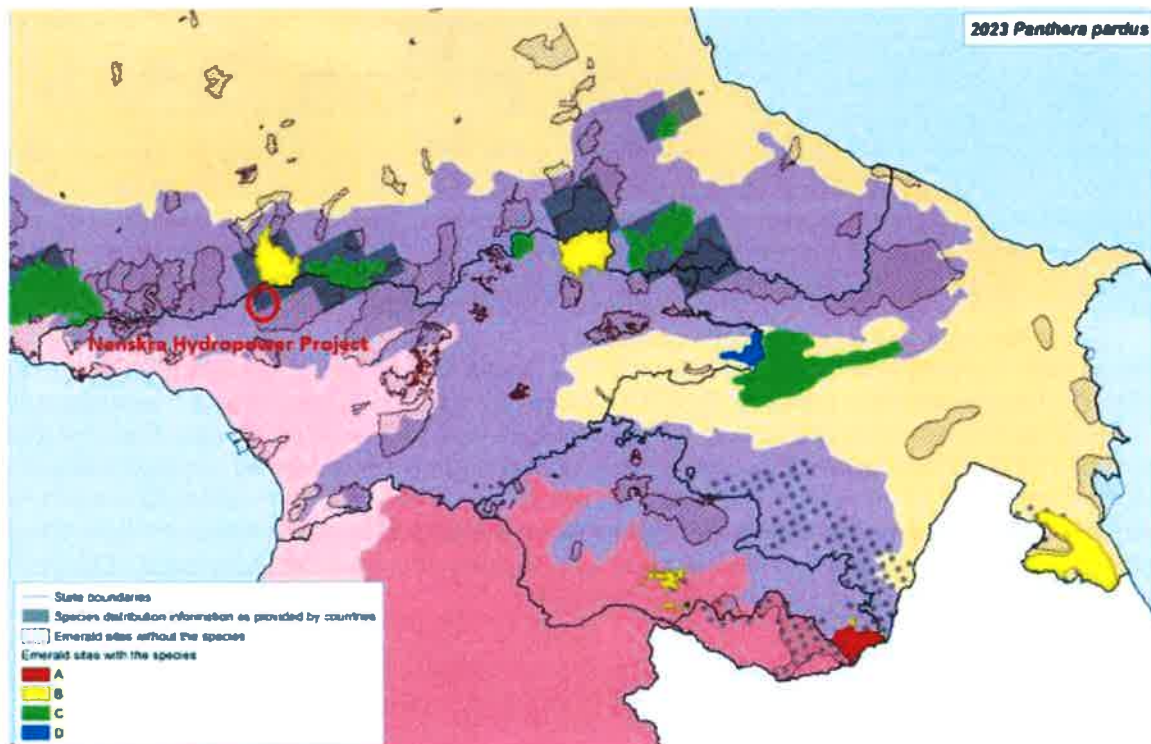 2023 Panthera pardus
Nenskra Hydropower Project
State boundaries
Species distribution information as provided by countries
Emerald sites without the species
Emerald sites with the species
A
B
C
D